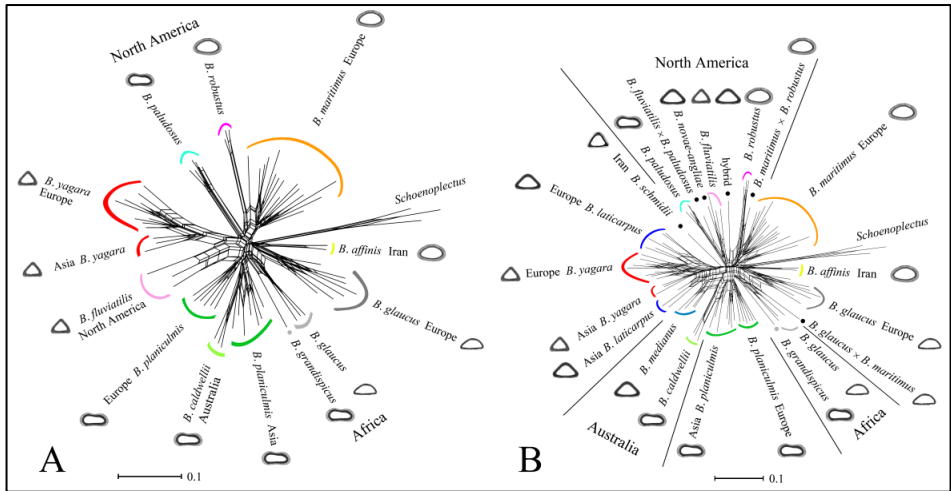 North America
B. robustus
B. maritimus Europe
B. paludosus
B. yagara
Europe
Schoenoplectus
B. affinis Iran
Asia B. yagara
B. fluviatilis
North America
B. glaucus Europe
Europe B. planiculmis
B. caldwellii
Australia
B. planiculmis Asia
B. grandispicus
B. glaucus
Africa
A
0.1
North America
B. fluviatilis × B. paludosus
B. novae-angliae
B. fluviatilis
hybrid
B. robustus
B. maritimus × B. robustus
B. paludosus
Iran B. schmidii
B. maritimus Europe
Europe B. laticarpus
Schoenoplectus
Europe B. yagara
B. affinis Iran
Asia B. yagara
Asia B. laticarpus
B. glaucus Europe
B. medianus
B. caldwellii
Australia
Asia B. planiculmis
B. planiculmis Europe
B. grandispicus
B. glaucus
B. glaucus × B. maritimus
Africa
B
0.1